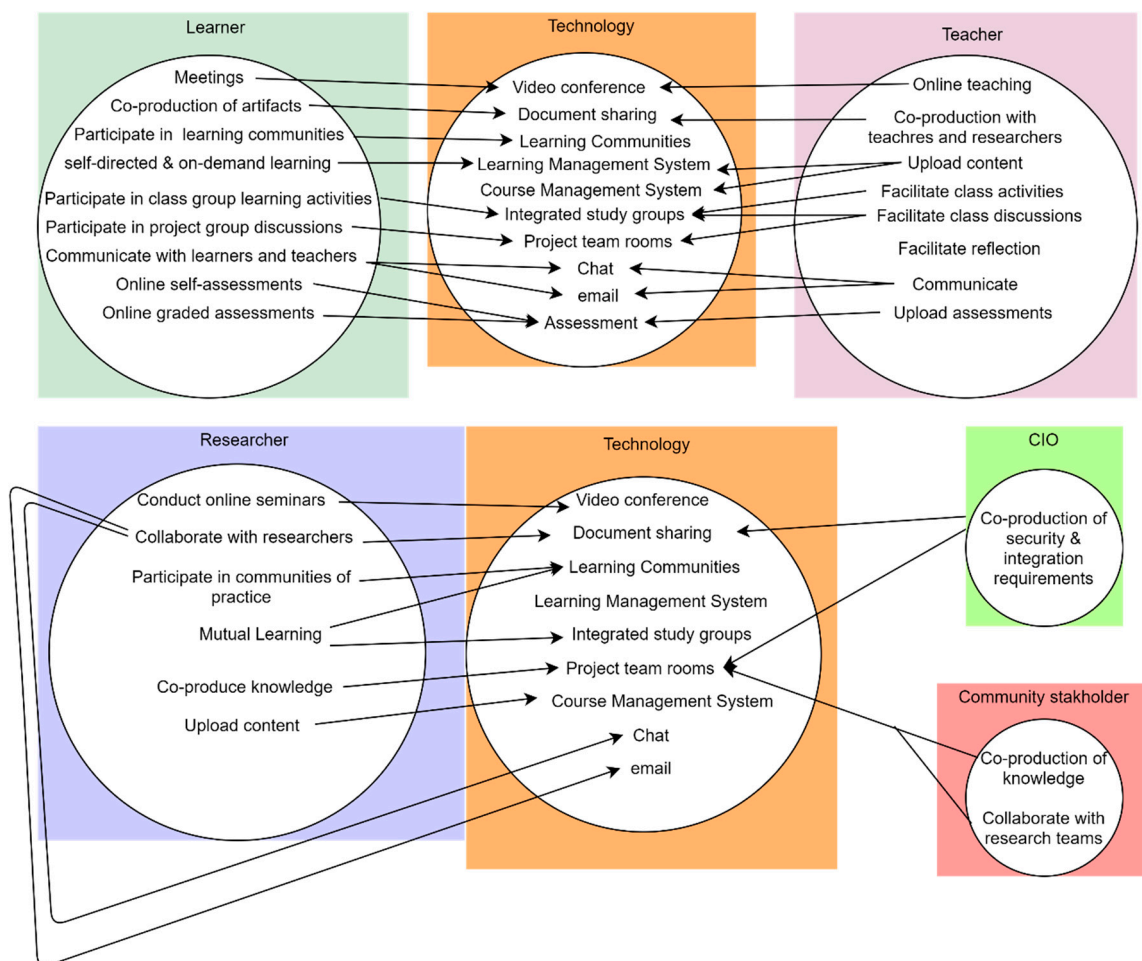 Learner
Meetings
Co-production of artifacts
Participate in learning communities
self-directed & on-demand learning
Participate in class group learning activities
Participate in project group discussions
Communicate with learners and teachers
Online self-assessments
Online graded assessments
Technology
Video conference
Document sharing
Learning Communities
Learning Management System
Course Management System
Integrated study groups
Project team rooms
Chat
email
Assessment
Teacher
Online teaching
Co-production with
teachres and researchers
Upload content
Facilitate class activities
Facilitate class discussions
Facilitate reflection
Communicate
Upload assessments
Researcher
Conduct online seminars
Collaborate with researchers
Participate in communities of
practice
Mutual Learning
Co-produce knowledge
Upload content
Technology
Video conference
Document sharing
Learning Communities
Learning Management System
Integrated study groups
Project team rooms
Course Management System
Chat
email
CIO
Co-production of
security &
integration
requirements
Community stakholder
Co-production of
knowledge
Collaborate with
research teams